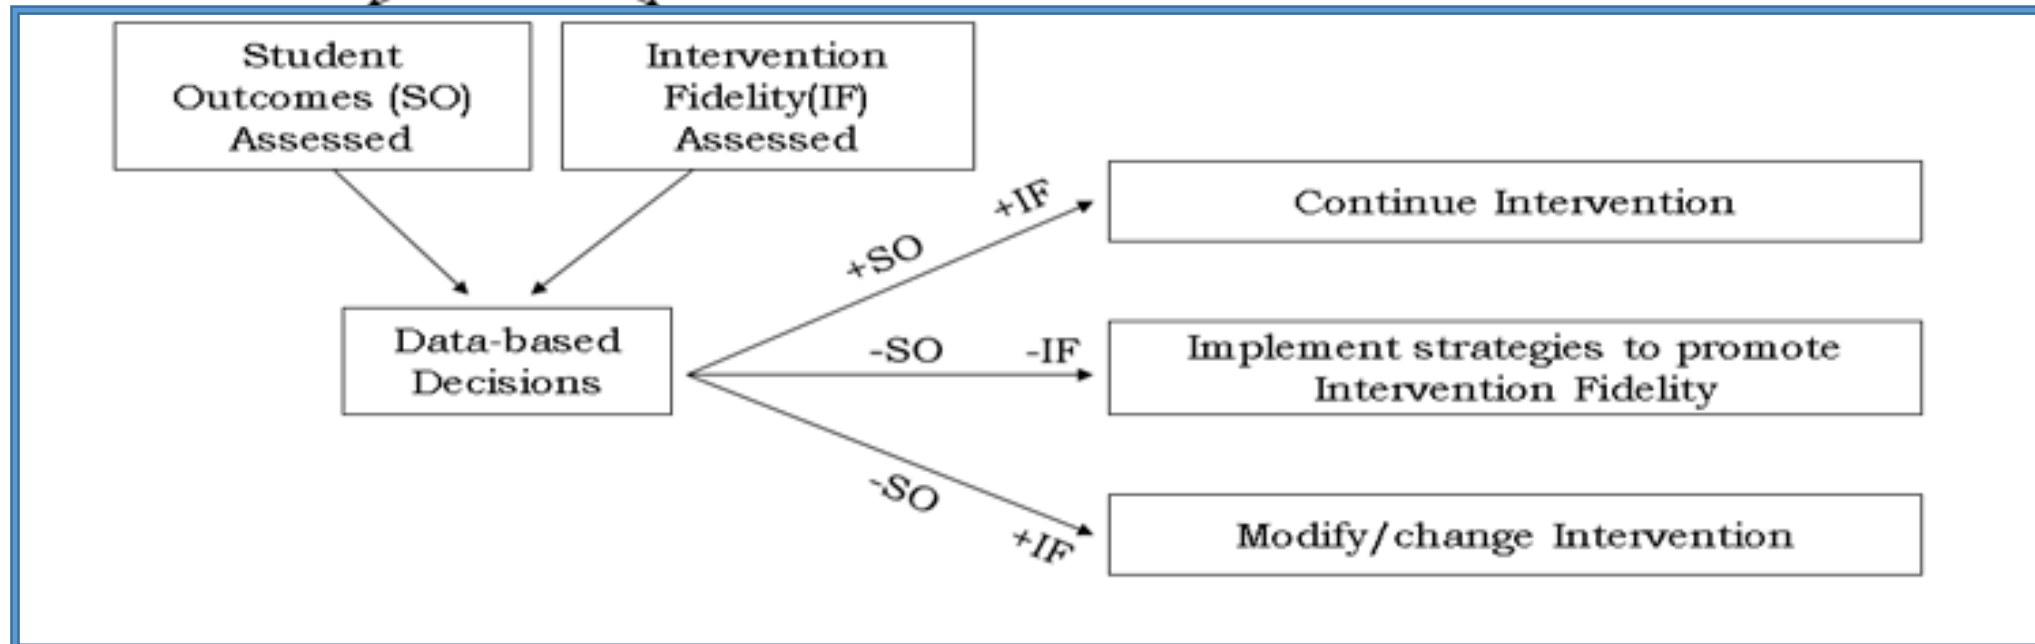 Student
Outcomes (SO)
Assessed
Intervention
Fidelity(IF)
Assessed
+SO +IF
Continue Intervention
Data-based
Decisions
-SO -IF
Implement strategies to promote
Intervention Fidelity
-SO +IF
Modify/change Intervention